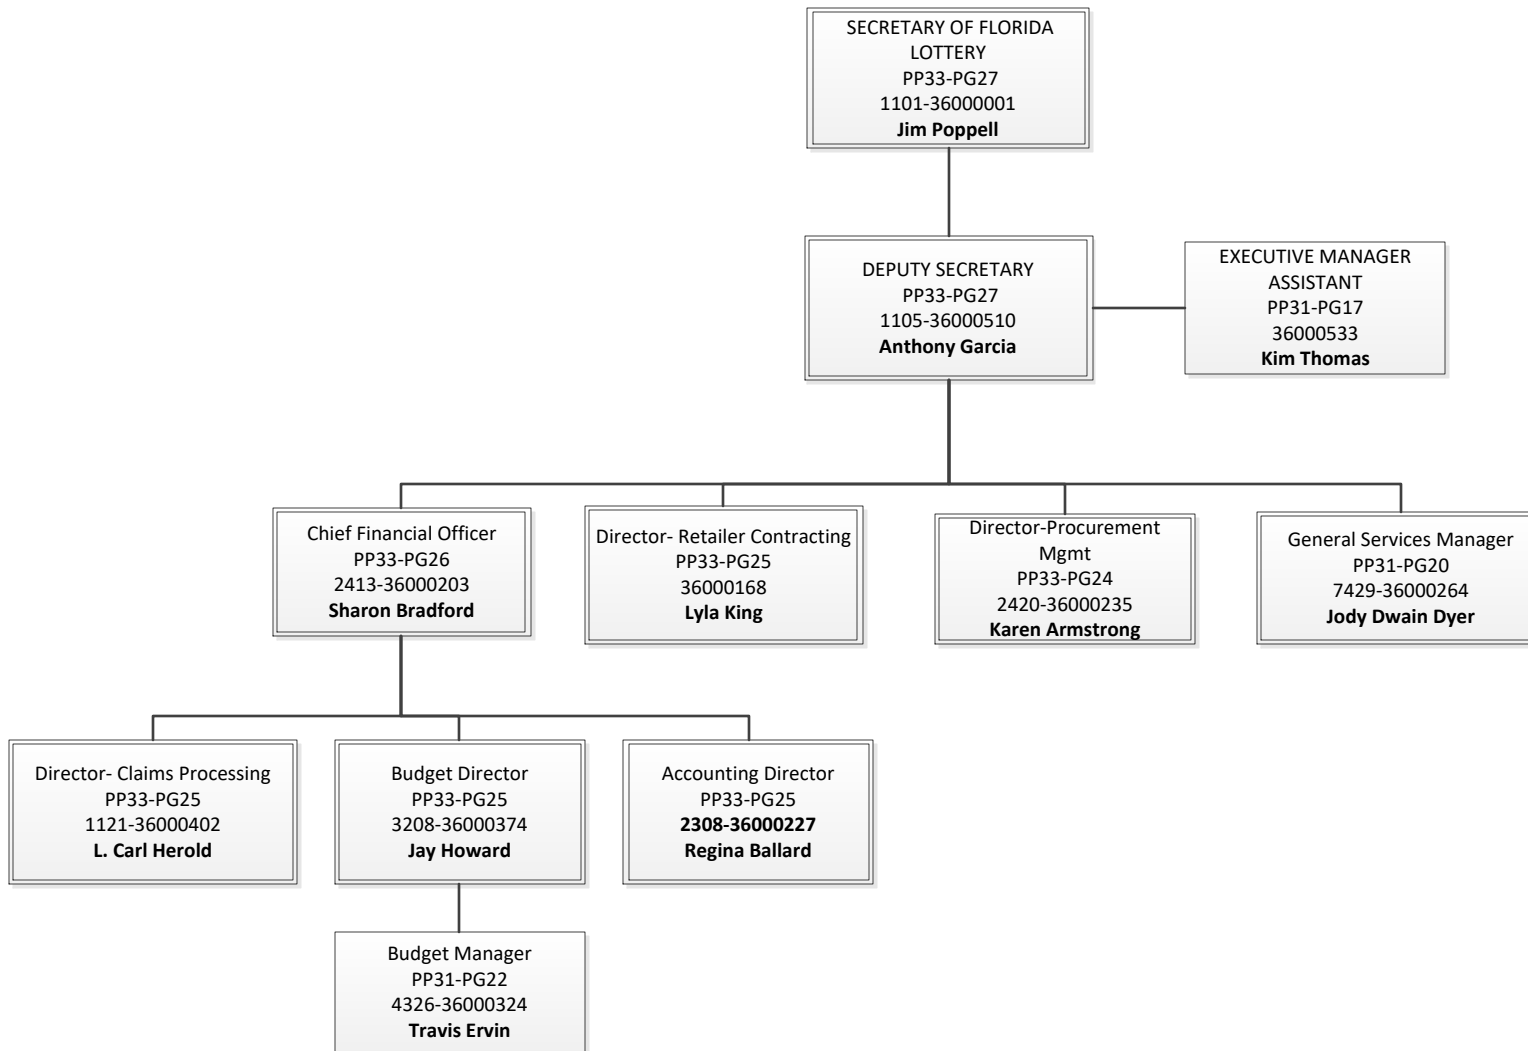 SECRETARY OF FLORIDA
LOTTERY
PP33-PG27
1101-36000001
Jim Poppell
DEPUTY SECRETARY
PP33-PG27
1105-36000510
Anthony Garcia
EXECUTIVE MANAGER
ASSISTANT
PP31-PG17
36000533
Kim Thomas
Chief Financial Officer
PP33-PG26
2413-36000203
Sharon Bradford
Director- Retailer Contracting
PP33-PG25
36000168
Lyla King
Director-Procurement
Mgmt
PP33-PG24
2420-36000235
Karen Armstrong
General Services Manager
PP31-PG20
7429-36000264
Jody Dwain Dyer
Director- Claims Processing
PP33-PG25
1121-36000402
L. Carl Herold
Budget Director
PP33-PG25
3208-36000374
Jay Howard
Accounting Director
PP33-PG25
2308-36000227
Regina Ballard
Budget Manager
PP31-PG22
4326-36000324
Travis Ervin